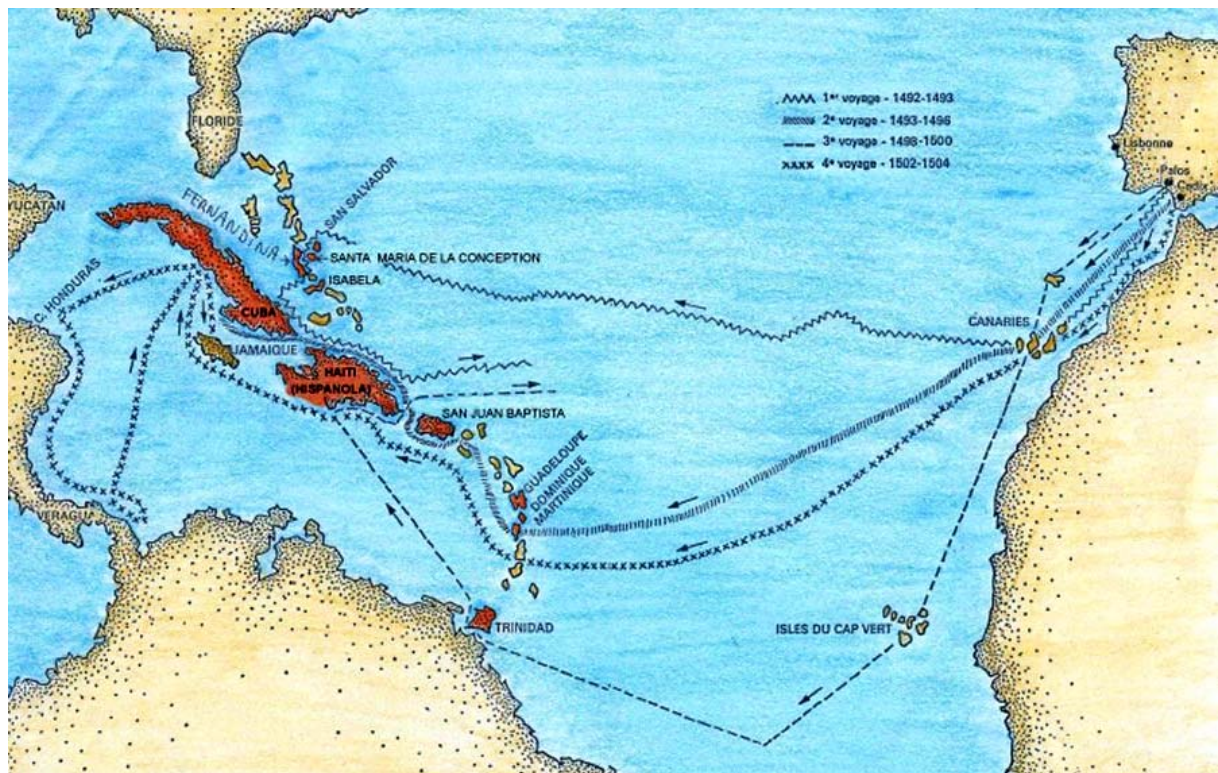 1er voyage - 1492-1493
2e voyage - 1493-1496
3e voyage - 1498-1500
4e voyage - 1502-1504
FLORIDE
Lisbonne
Palos
Cadix
YUCATAN
FERNANDINA
SAN SALVADOR
SANTA MARIA DE LA CONCEPTION
ISABELA
C. HONDURAS
CUBA
CANARIES
JAMAIQUE
HAITI
(HISPANOLA)
SAN JUAN BAPTISTA
GUADELOUPE
DOMINIQUE
MARTINIQUE
VERAGUA
TRINIDAD
ISLES DU CAP VERT